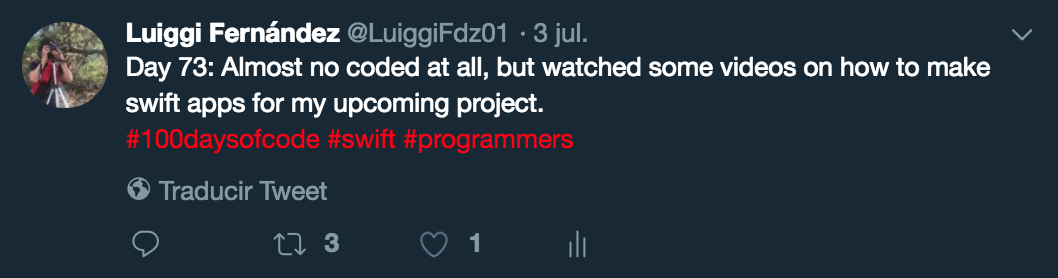 Luiggi Fernández @LuiggiFdz01 · 3 jul.
Day 73: Almost no coded at all, but watched some videos on how to make
swift apps for my upcoming project.
#100daysofcode #swift #programmers
Traducir Tweet
3 1